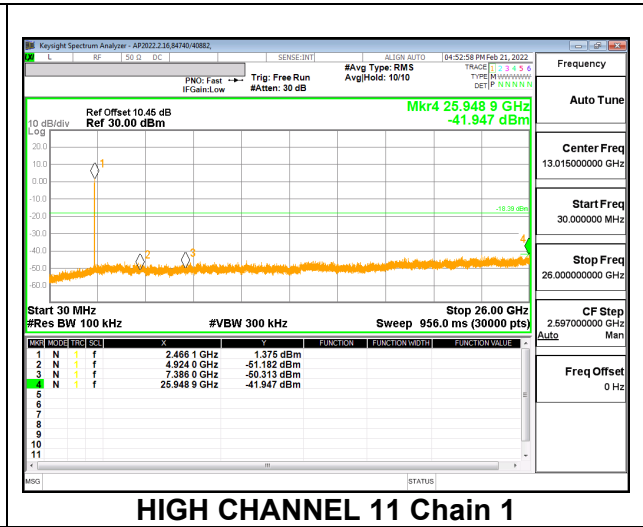 Keysight Spectrum Analyzer - AP2022.2.16,84740/40882,
L RF 50 Ω DC SENSE:INT ALIGN AUTO 04:52:58 PM Feb 21, 2022
#Avg Type: RMS TRACE 1 2 3 4 5 6
PNO: Fast Trig: Free Run Avg|Hold: 10/10 TYPE M WWWWW
IFGain:Low #Atten: 30 dB DET P N N N N N
Mkr4 25.948 9 GHz
-41.947 dBm
Ref Offset 10.45 dB
10 dB/div Ref 30.00 dBm
Log
20.0
10.0
0.00
-10.0
-20.0
-30.0
-40.0
-50.0
-60.0
1
2
3
4
-18.39 dBm
Start 30 MHz Stop 26.00 GHz
#Res BW 100 kHz #VBW 300 kHz Sweep 956.0 ms (30000 pts)
MKR MODE TRC SCL X Y FUNCTION FUNCTION WIDTH FUNCTION VALUE
1 N 1 f 2.466 1 GHz 1.375 dBm
2 N 1 f 4.924 0 GHz -51.182 dBm
3 N 1 f 7.386 0 GHz -50.313 dBm
4 N 1 f 25.948 9 GHz -41.947 dBm
5
6
7
8
9
10
11
MSG STATUS
Frequency
Auto Tune
Center Freq
13.015000000 GHz
Start Freq
30.000000 MHz
Stop Freq
26.000000000 GHz
CF Step
2.597000000 GHz
Auto Man
Freq Offset
0 Hz
HIGH CHANNEL 11 Chain 1